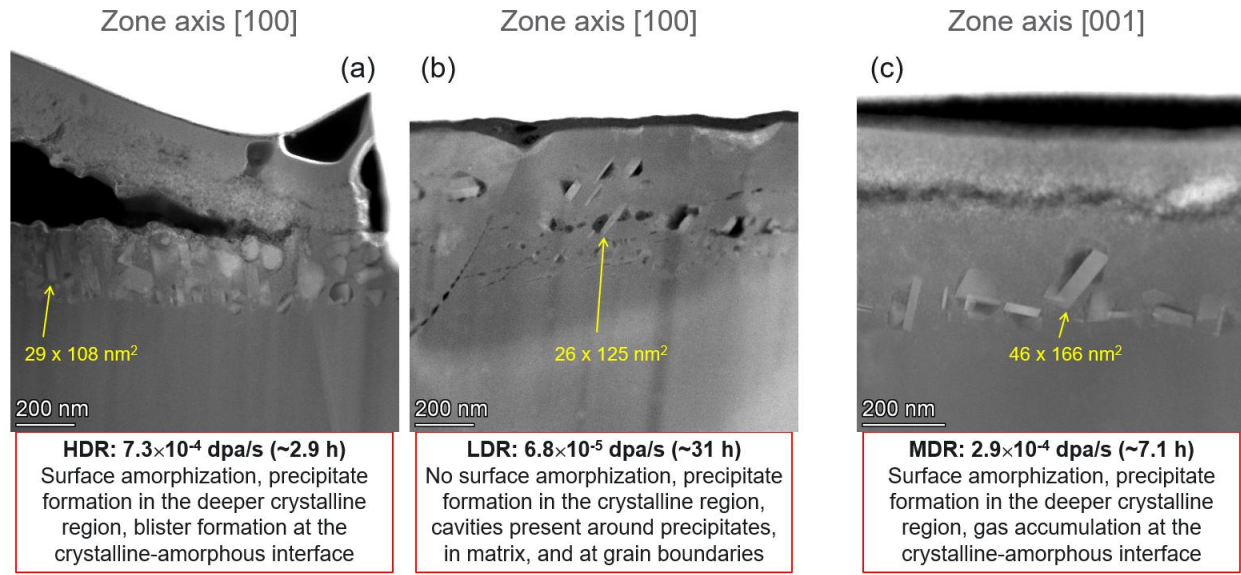 Zone axis [100]
(a)
29 x 108 nm²
200 nm
HDR: 7.3×10⁻⁴ dpa/s (~2.9 h)
Surface amorphization, precipitate
formation in the deeper crystalline
region, blister formation at the
crystalline-amorphous interface
Zone axis [100]
(b)
26 x 125 nm²
200 nm
LDR: 6.8×10⁻⁵ dpa/s (~31 h)
No surface amorphization, precipitate
formation in the crystalline region,
cavities present around precipitates,
in matrix, and at grain boundaries
Zone axis [001]
(c)
46 x 166 nm²
200 nm
MDR: 2.9×10⁻⁴ dpa/s (~7.1 h)
Surface amorphization, precipitate
formation in the deeper crystalline
region, gas accumulation at the
crystalline-amorphous interface